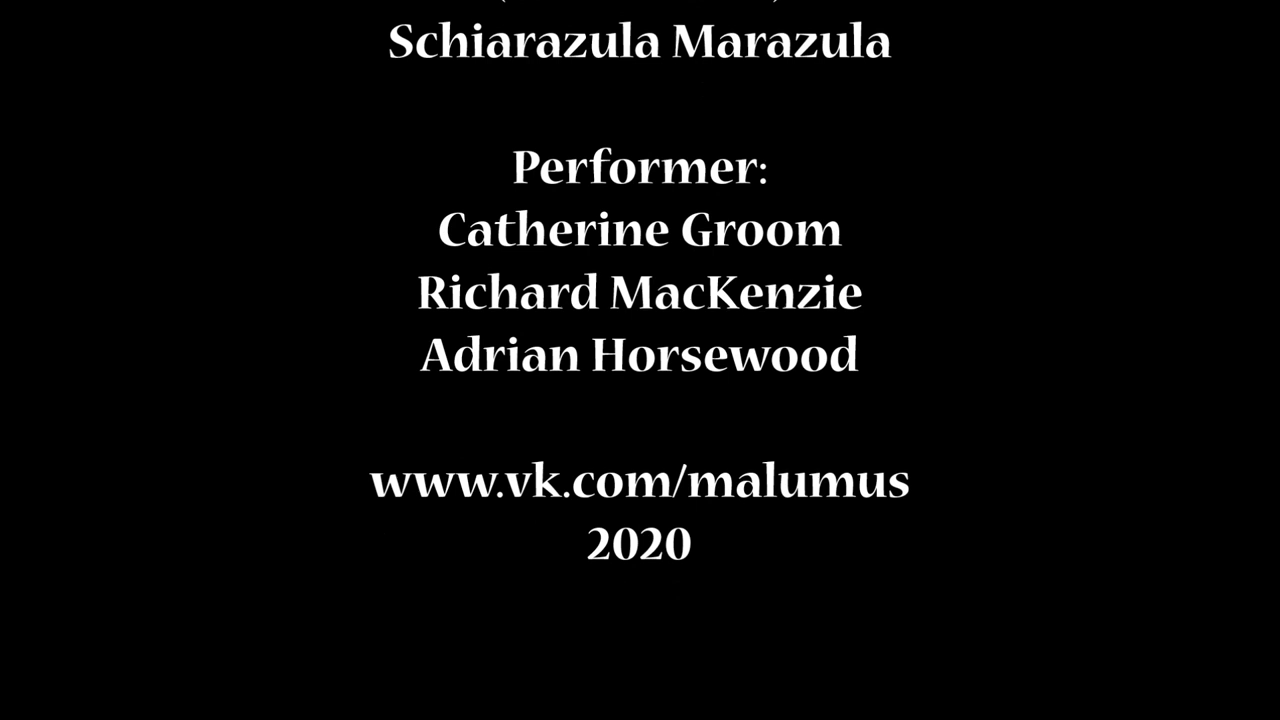 Schiarazula Marazula
Performer:
Catherine Groom
Richard MacKenzie
Adrian Horsewood
www.vk.com/malumus
2020